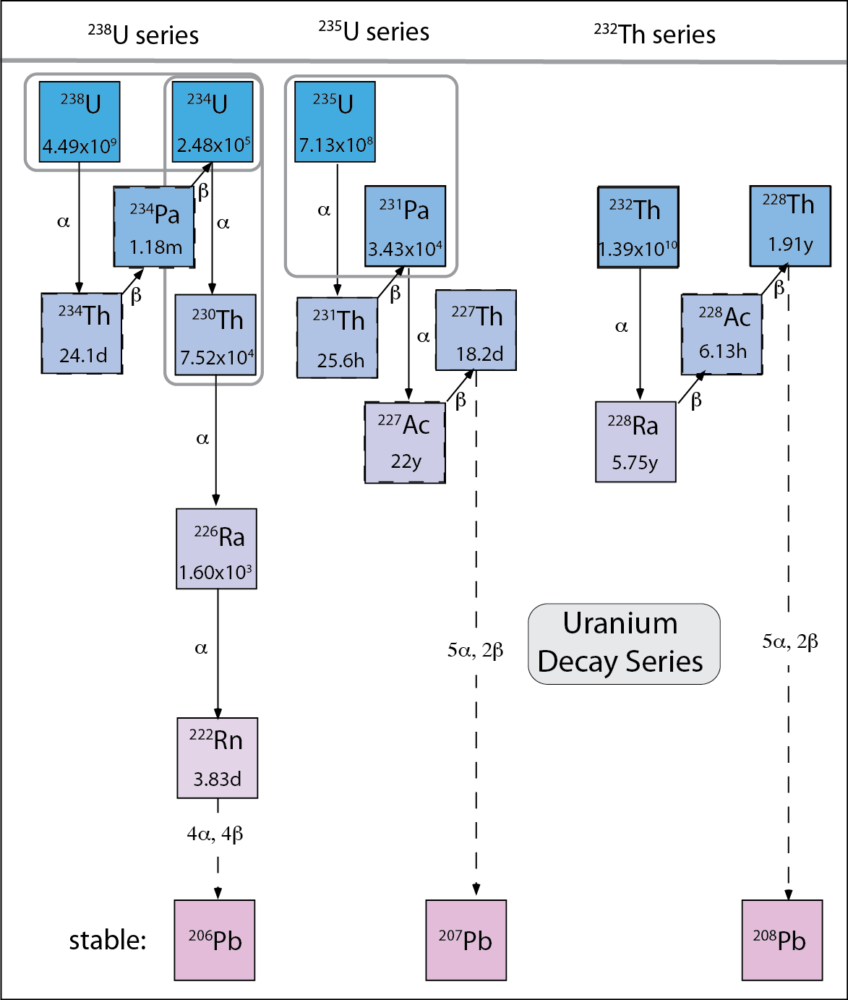 ²³⁸U series
²³⁵U series
²³²Th series
²³⁸U
4.49x10⁹
²³⁴U
2.48x10⁵
²³⁵U
7.13x10⁸
α
²³⁴Pa
1.18m
β
α
α
²³¹Pa
3.43x10⁴
²³²Th
1.39x10¹⁰
²²⁸Th
1.91y
²³⁴Th
24.1d
β
²³⁰Th
7.52x10⁴
²³¹Th
25.6h
β
α
²²⁷Th
18.2d
α
²²⁸Ac
6.13h
β
α
²²⁷Ac
22y
β
²²⁸Ra
5.75y
β
²²⁶Ra
1.60x10³
α
5α, 2β
Uranium
Decay Series
5α, 2β
²²²Rn
3.83d
4α, 4β
stable:
²⁰⁶Pb
²⁰⁷Pb
²⁰⁸Pb